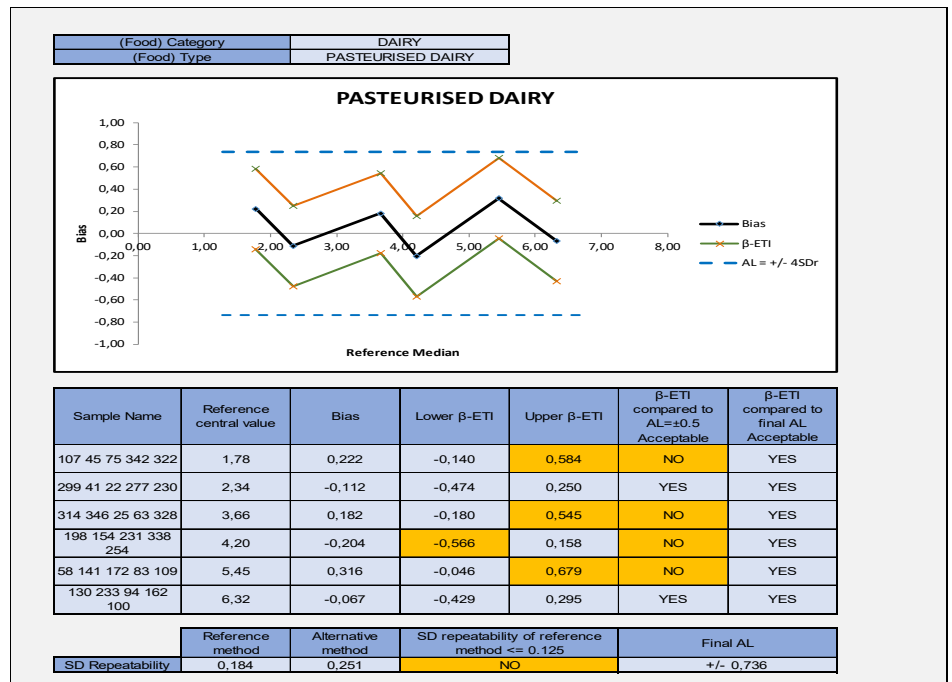 (Food) Category DAIRY
(Food) Type PASTEURISED DAIRY
PASTEURISED DAIRY
1,00
0,80
0,60
0,40
0,20
0,00
-0,20
-0,40
-0,60
-0,80
-1,00
Bias
0,00 1,00 2,00 3,00 4,00 5,00 6,00 7,00 8,00
Reference Median
Bias
β-ETI
AL = +/- 4SDr
Sample Name Reference central value Bias Lower β-ETI Upper β-ETI β-ETI compared to AL=±0.5 Acceptable β-ETI compared to final AL Acceptable
107 45 75 342 322 1,78 0,222 -0,140 0,584 NO YES
299 41 22 277 230 2,34 -0,112 -0,474 0,250 YES YES
314 346 25 63 328 3,66 0,182 -0,180 0,545 NO YES
198 154 231 338 254 4,20 -0,204 -0,566 0,158 NO YES
58 141 172 83 109 5,45 0,316 -0,046 0,679 NO YES
130 233 94 162 100 6,32 -0,067 -0,429 0,295 YES YES
Reference method Alternative method SD repeatability of reference method <= 0.125 Final AL
SD Repeatability 0,184 0,251 NO +/- 0,736